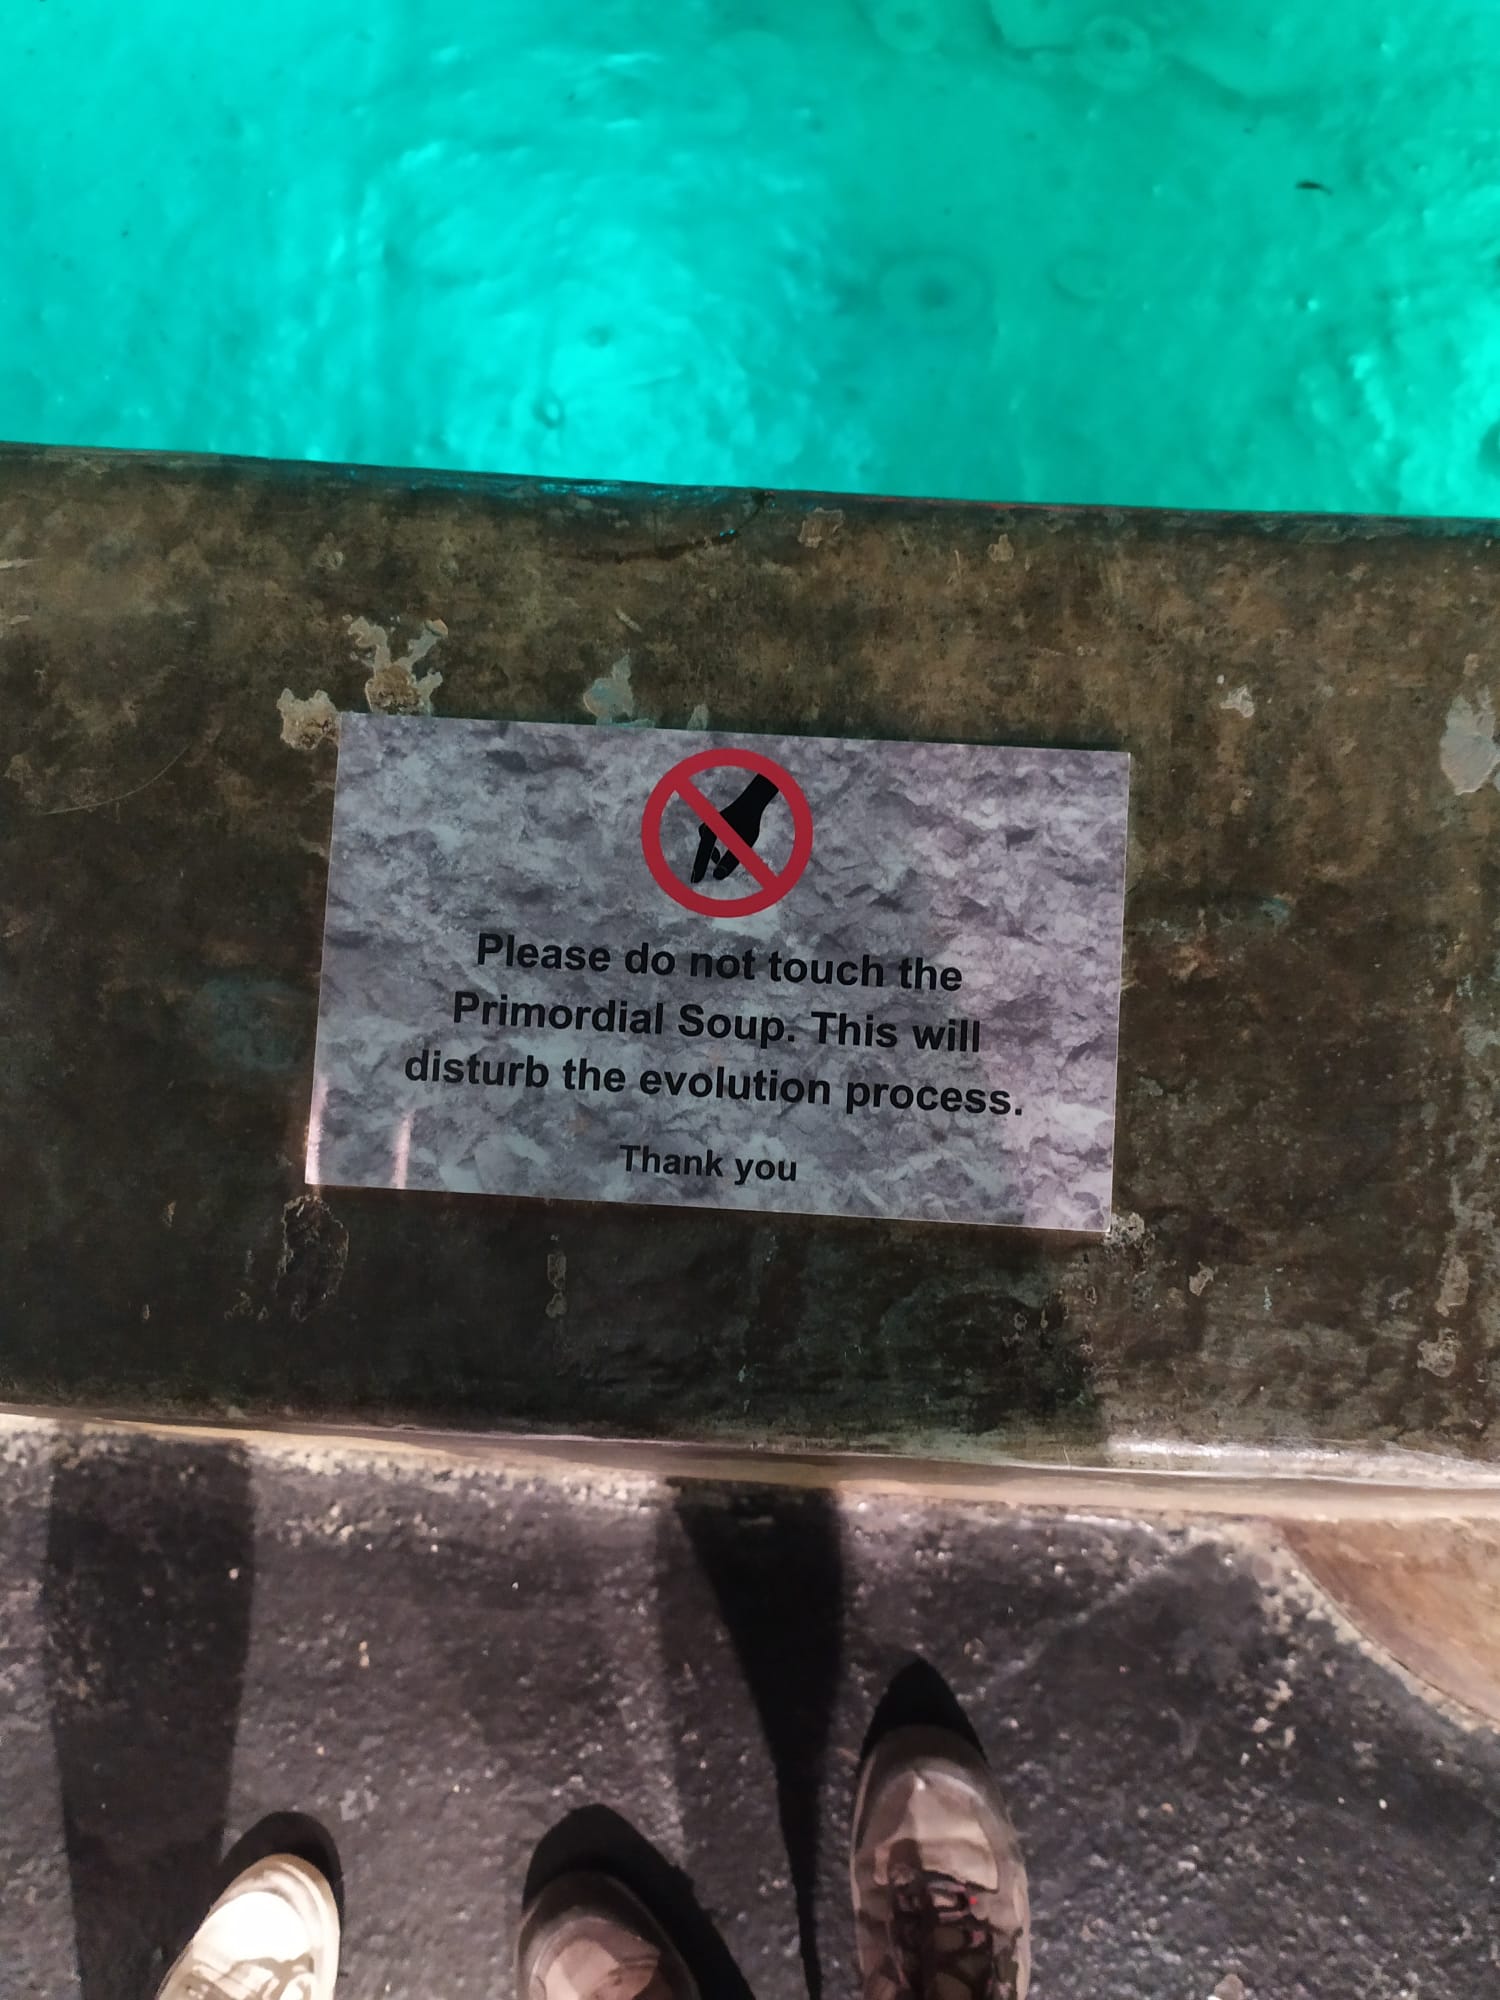 Please do not touch the
Primordial Soup. This will
disturb the evolution process.
Thank you